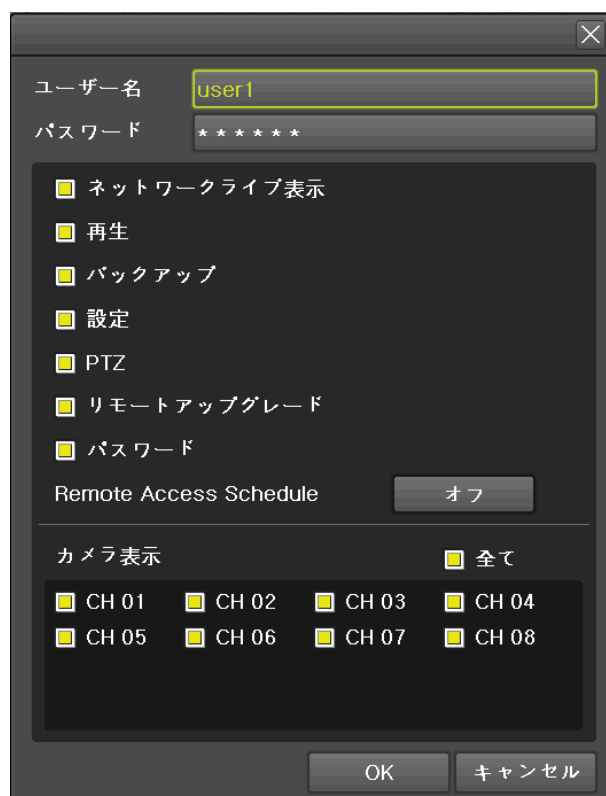 ユーザー名 user1
パスワード ******
ネットワークライブ表示
再生
バックアップ
設定
PTZ
リモートアップグレード
パスワード
Remote Access Schedule オフ
カメラ表示 全て
CH 01 CH 02 CH 03 CH 04
CH 05 CH 06 CH 07 CH 08
OK キャンセル